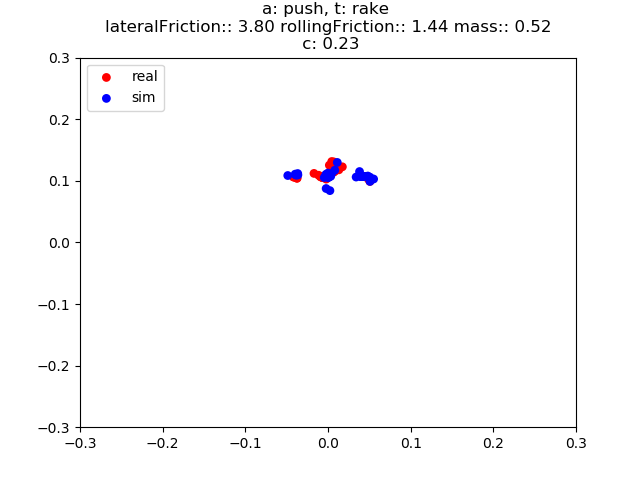 a: push, t: rake
lateralFriction:: 3.80 rollingFriction:: 1.44 mass:: 0.52
c: 0.23
real
sim
0.3
0.2
0.1
0.0
−0.1
−0.2
−0.3
−0.3 −0.2 −0.1 0.0 0.1 0.2 0.3